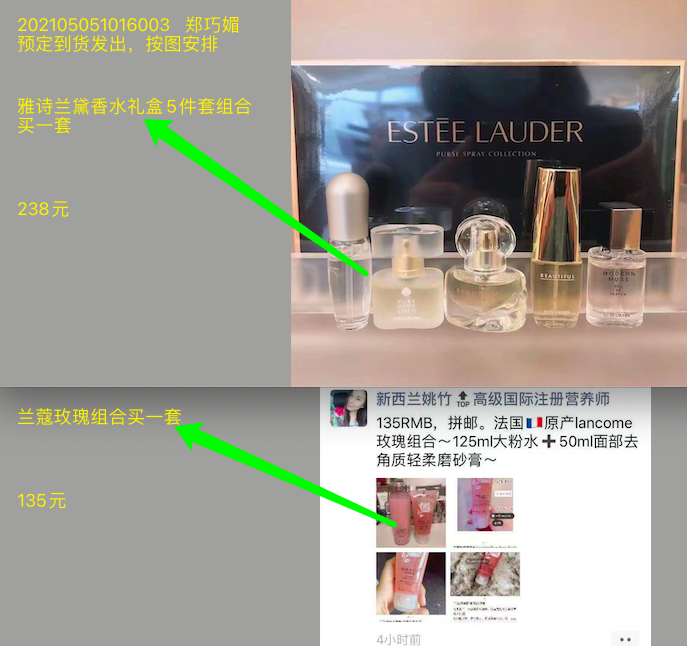 202105051016003 郑巧媚
预定到货发出，按图安排
雅诗兰黛香水礼盒5件套组合
买一套
238元
ESTĒE LAUDER
PURSE SPRAY COLLECTION
PURE
WHITE
LINEN
BEAUTIFUL
MODERN
MUSE
兰蔻玫瑰组合买一套
135元
新西兰姚竹 TOP 高级国际注册营养师
135RMB，拼邮。法国🇫🇷原产lancome
玫瑰组合～125ml大粉水➕50ml面部去
角质轻柔磨砂膏～
4小时前